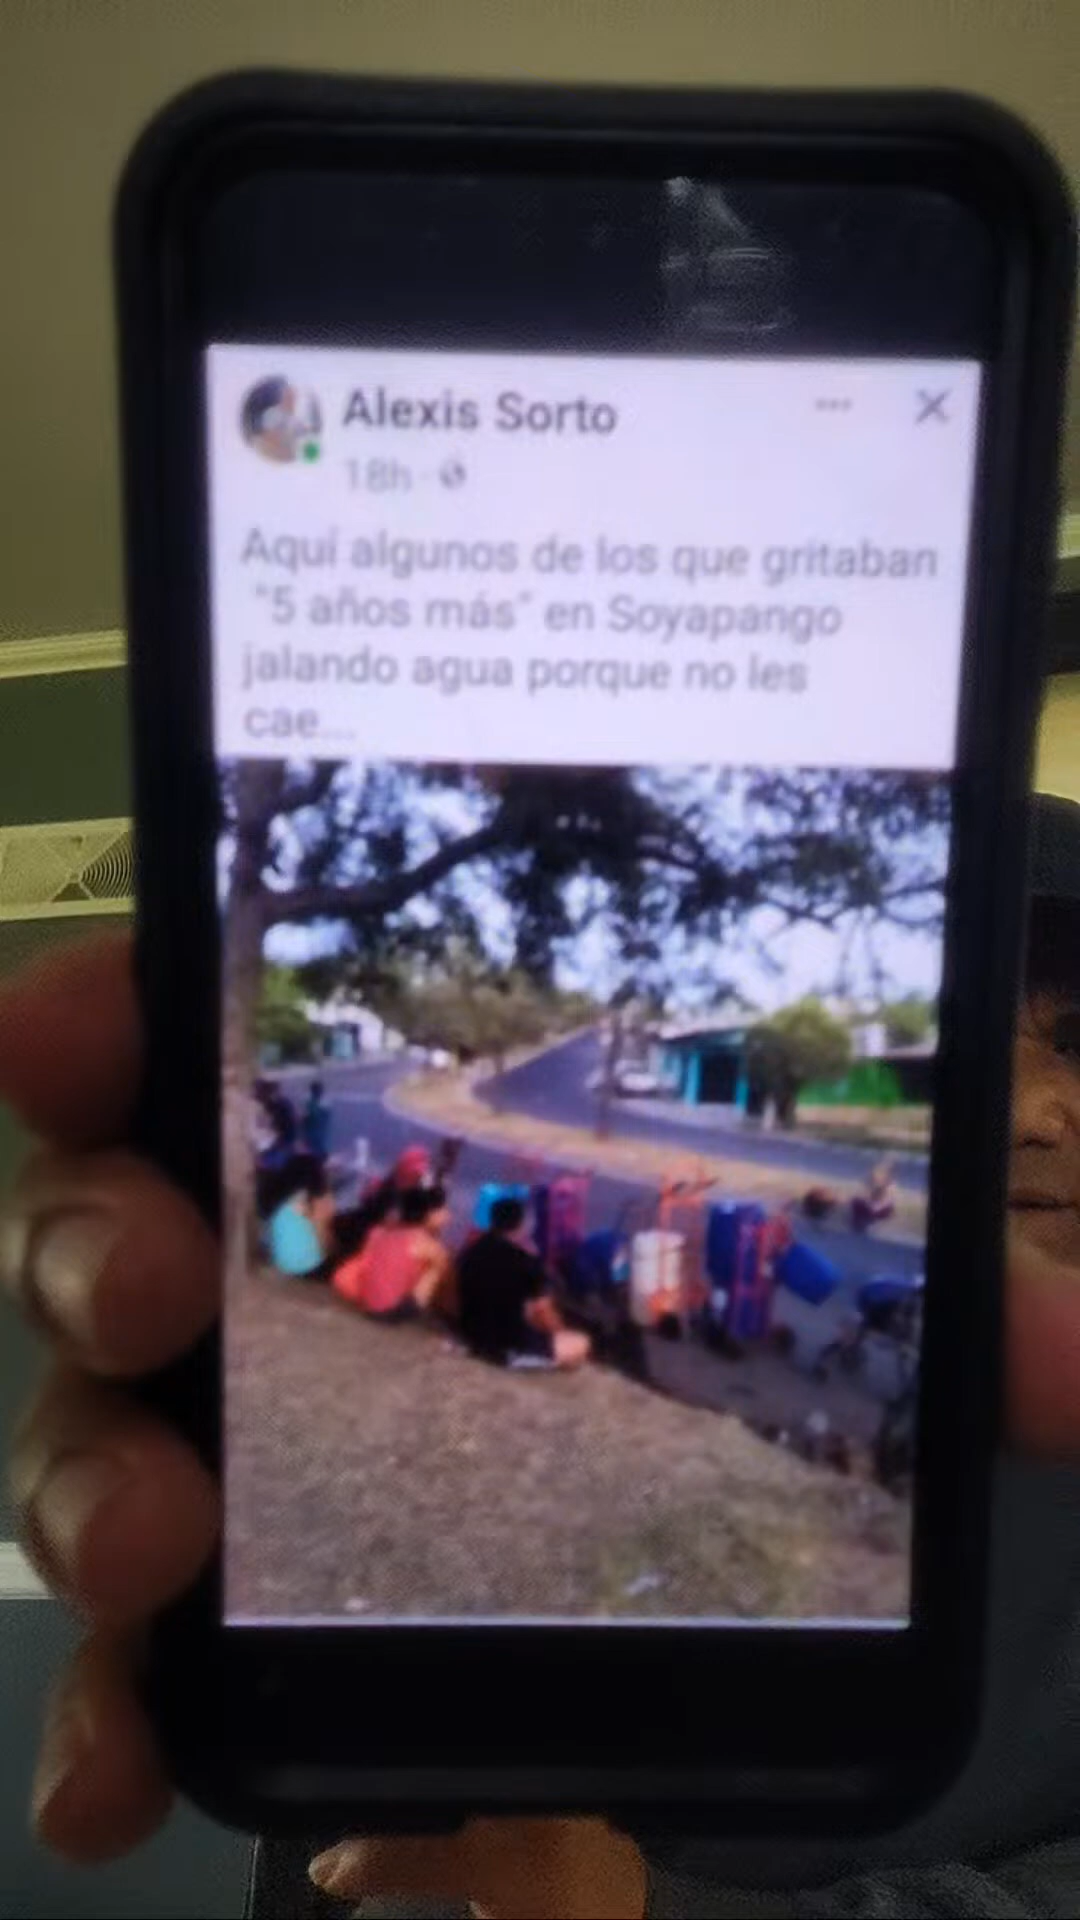 Alexis Sorto
18h
Aquí algunos de los que gritaban
"5 años más" en Soyapango
jalando agua porque no les
cae...